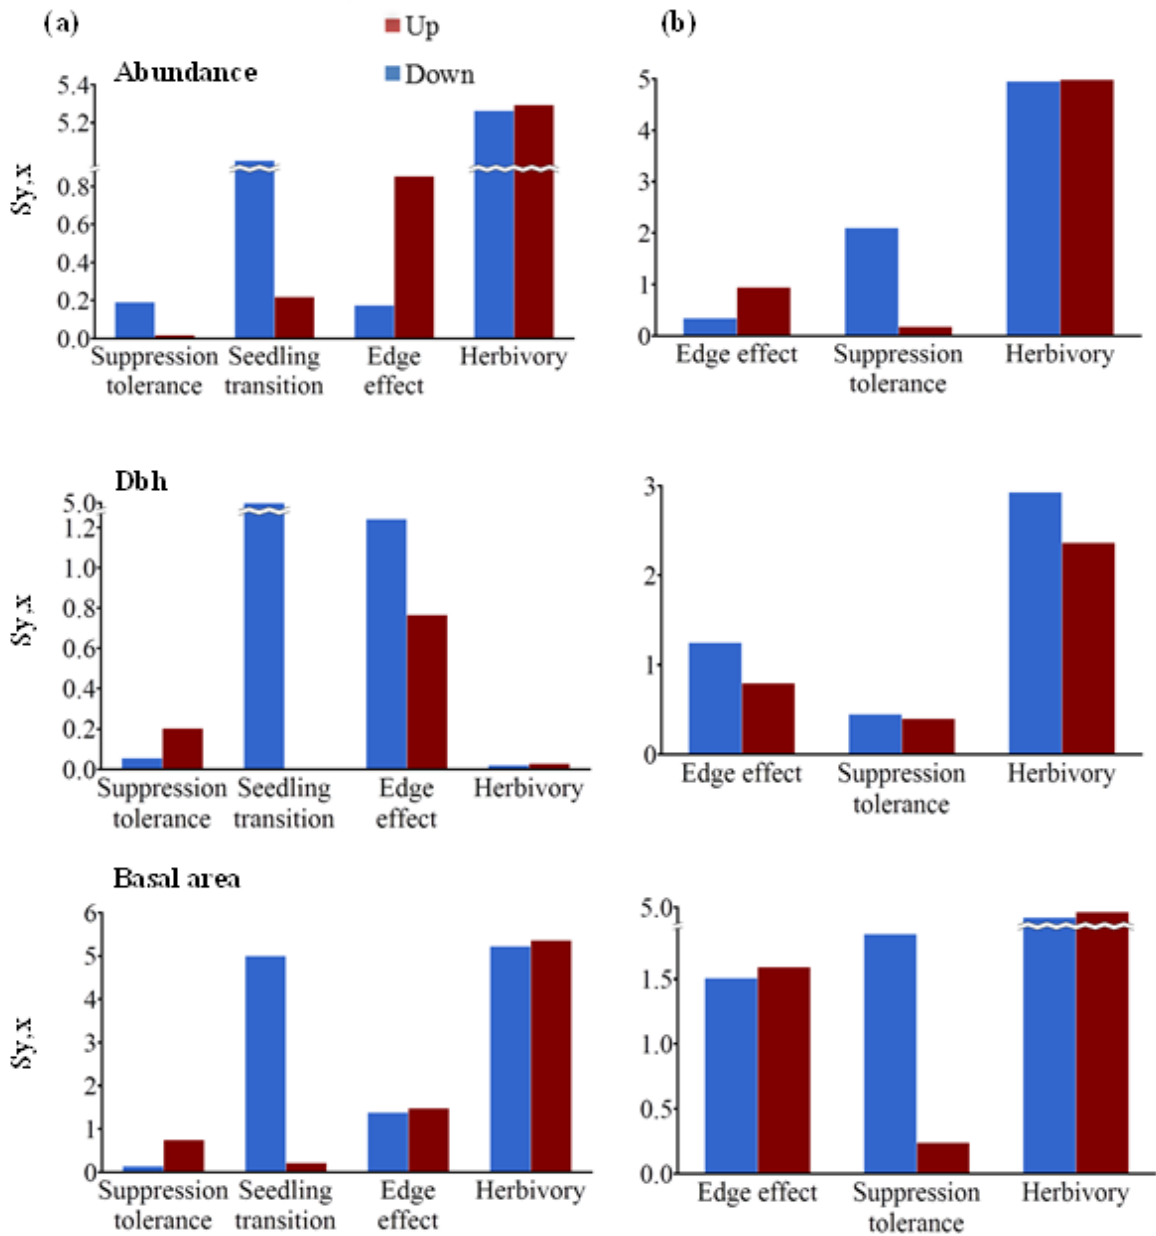 (a)
Up
Down
(b)
Abundance
5.4
5.2
0.8
0.6
0.4
0.2
0.0
Sy,x
Suppression
tolerance
Seedling
transition
Edge
effect
Herbivory
5
4
3
2
1
0
Edge effect
Suppression
tolerance
Herbivory
Dbh
5.0
1.2
1.0
0.8
0.6
0.4
0.2
0.0
Sy,x
Suppression
tolerance
Seedling
transition
Edge
effect
Herbivory
3
2
1
0
Edge effect
Suppression
tolerance
Herbivory
Basal area
6
5
4
3
2
1
0
Sy,x
Suppression
tolerance
Seedling
transition
Edge
effect
Herbivory
5.0
1.5
1.0
0.5
0.0
Edge effect
Suppression
tolerance
Herbivory